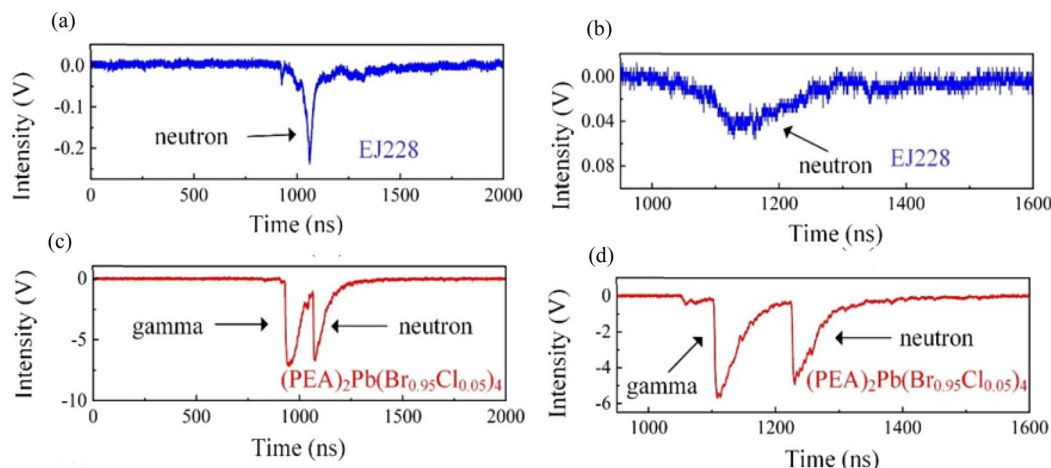 (a)
0.0
-0.1
-0.2
Intensity (V)
neutron
EJ228
0 500 1000 1500 2000
Time (ns)
(b)
0.00
0.04
0.08
Intensity (V)
neutron
EJ228
1000 1200 1400 1600
Time (ns)
(c)
0
-5
-10
Intensity (V)
gamma
neutron
(PEA)₂Pb(Br₀.₉₅Cl₀.₀₅)₄
0 500 1000 1500 2000
Time (ns)
(d)
0
-2
-4
-6
Intensity (V)
gamma
neutron
(PEA)₂Pb(Br₀.₉₅Cl₀.₀₅)₄
1000 1200 1400 1600
Time (ns)